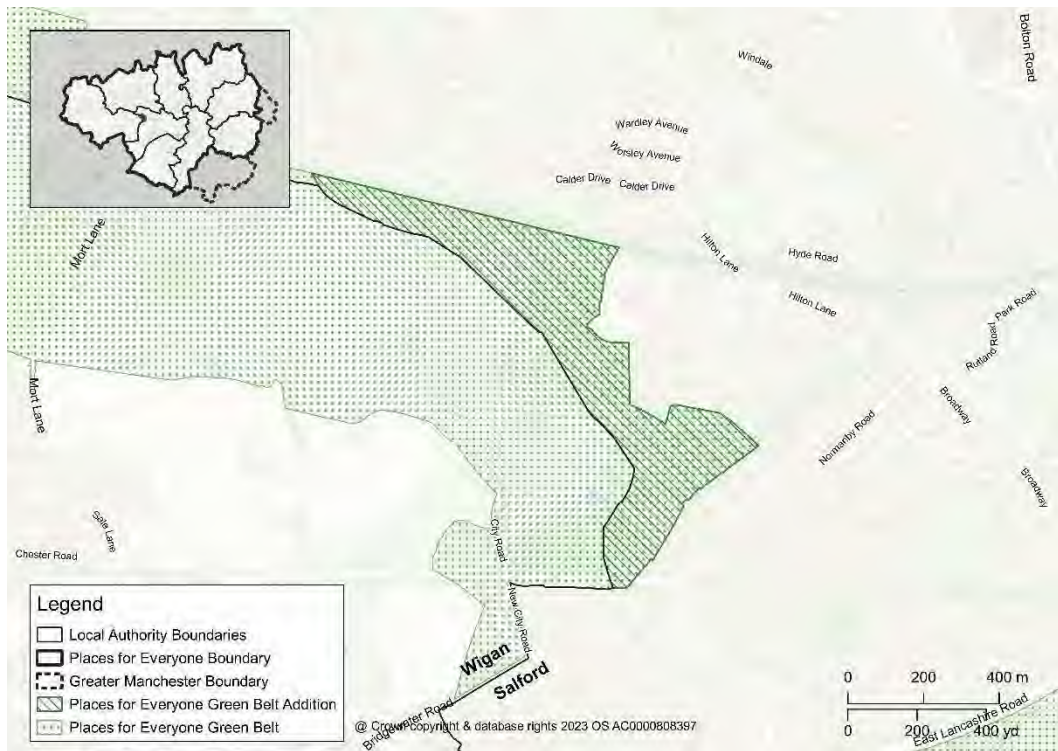 Bolton Road
Windale
Wardley Avenue
Worsley Avenue
Calder Drive
Calder Drive
Mort Lane
Hilton Lane
Hyde Road
Hilton Lane
Park Road
Rutland Road
Mort Lane
Broadway
Normanby Road
Broadway
Sale Lane
City Road
Chester Road
New City Road
Wigan
Salford
Bridgewater Road
East Lancashire Road
Legend
Local Authority Boundaries
Places for Everyone Boundary
Greater Manchester Boundary
Places for Everyone Green Belt Addition
Places for Everyone Green Belt
0 200 400 m
0 200 400 yd
@ Crown copyright & database rights 2023 OS AC0000808397